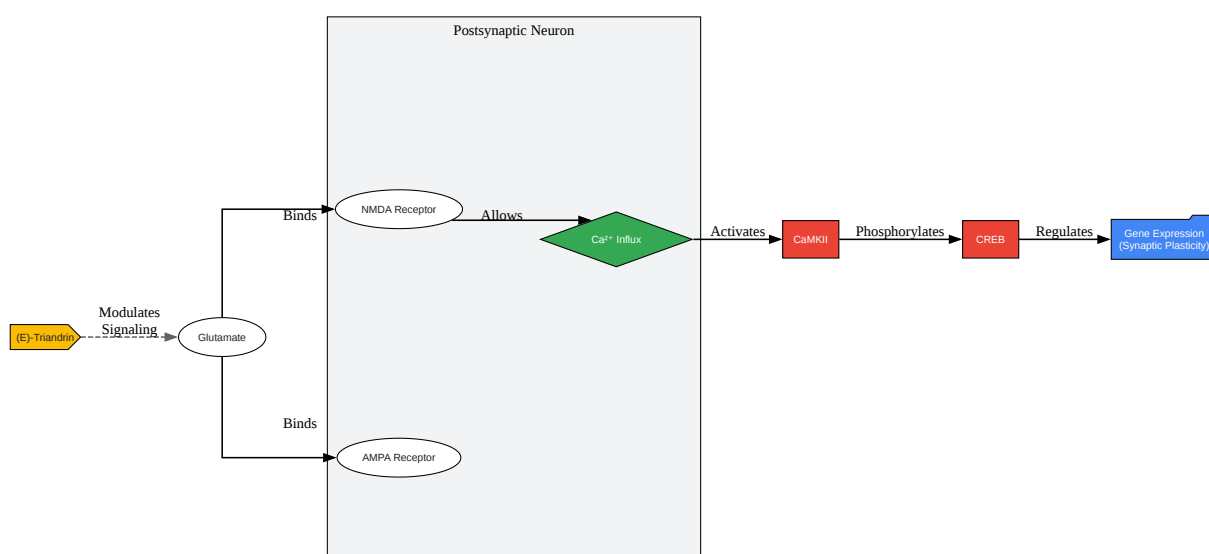 Postsynaptic Neuron
Binds
NMDA Receptor
Allows
Ca²⁺ Influx
Activates
CaMKII
Phosphorylates
CREB
Regulates
Gene Expression
(Synaptic Plasticity)
Modulates
Signaling
(E)-Triandrin
Glutamate
Binds
AMPA Receptor